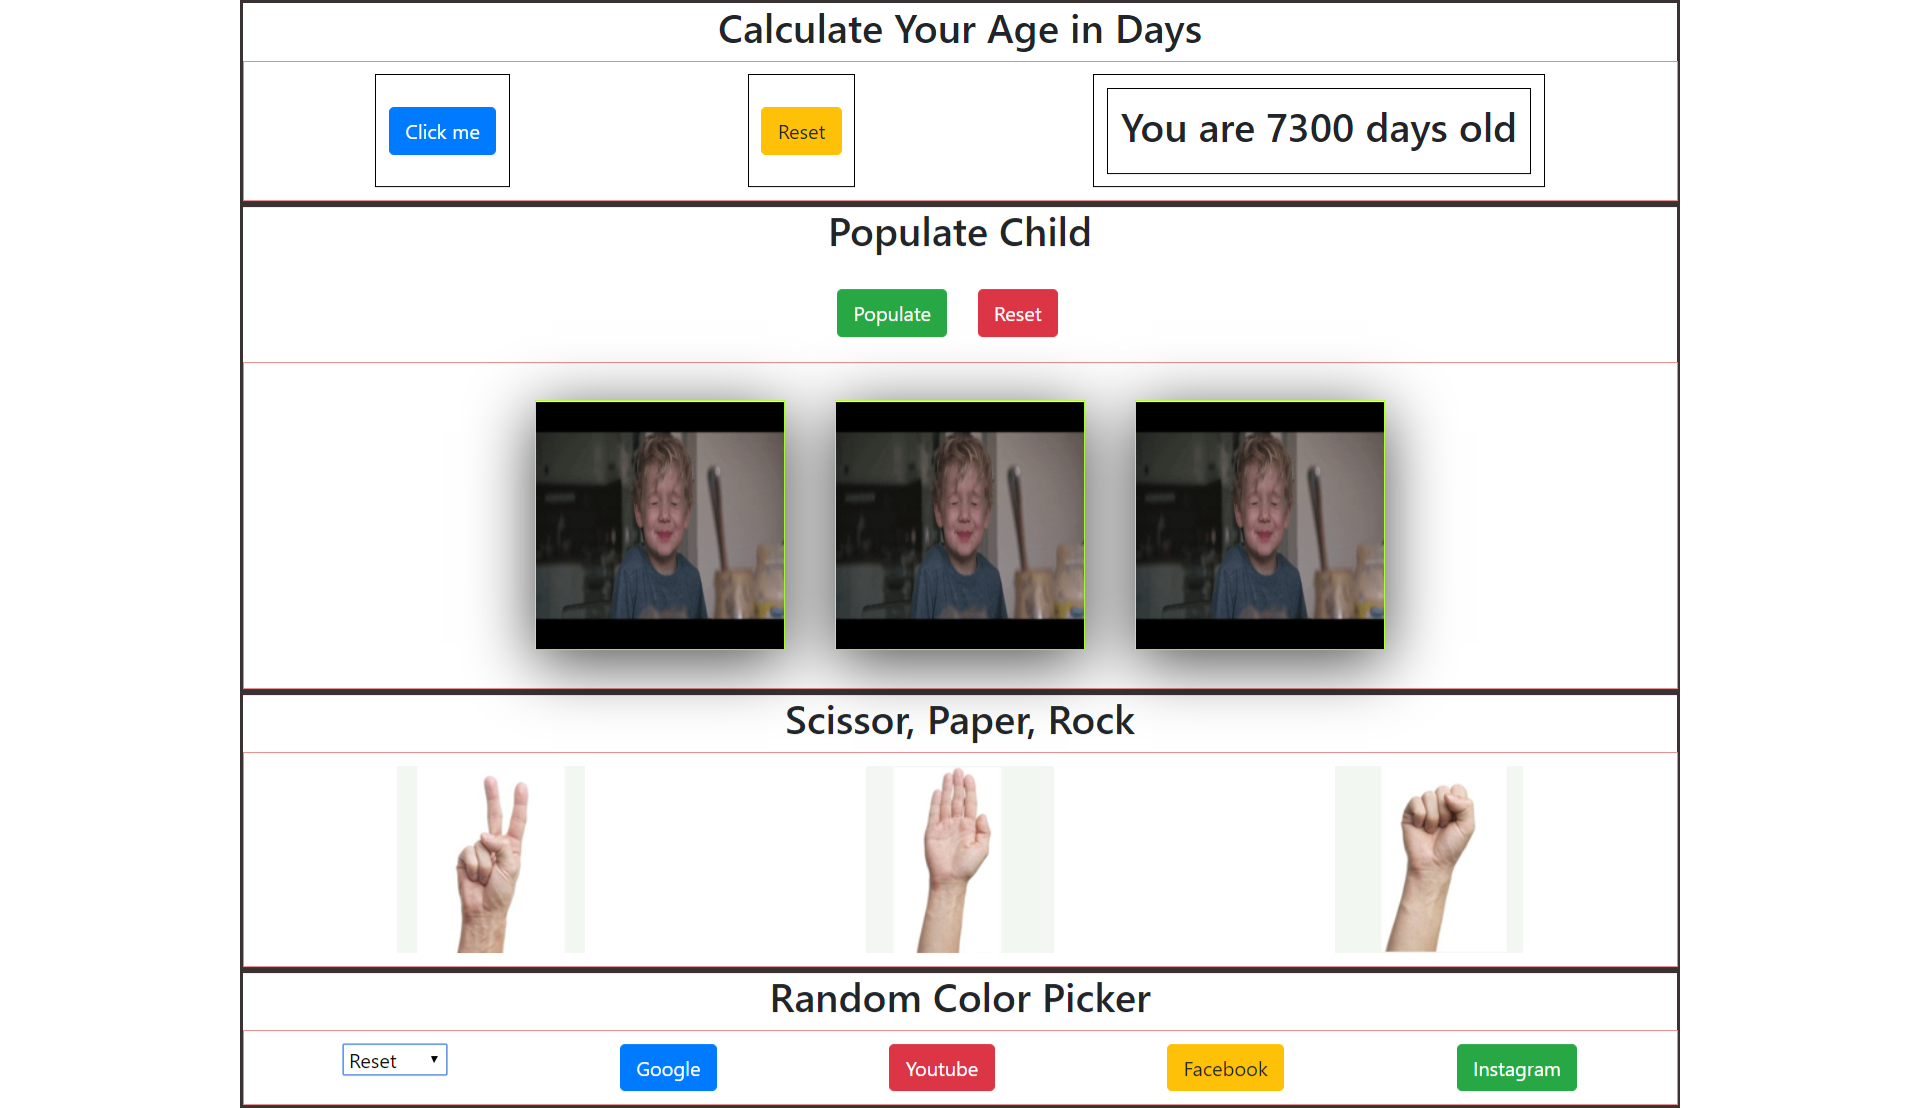 Calculate Your Age in Days
Click me
Reset
You are 7300 days old
Populate Child
Populate
Reset
Scissor, Paper, Rock
Random Color Picker
Reset
Google
Youtube
Facebook
Instagram